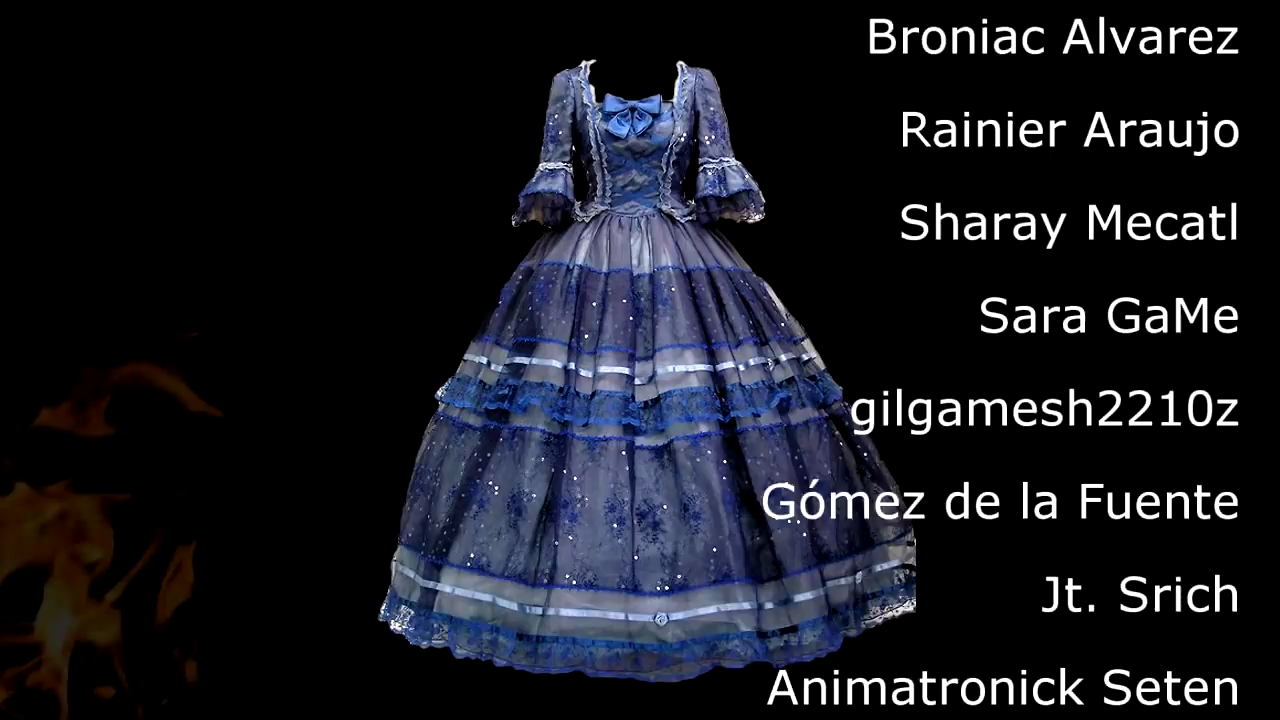 Broniac Alvarez
Rainier Araujo
Sharay Mecatl
Sara GaMe
gilgamesh2210z
Gómez de la Fuente
Jt. Srich
Animatronick Seten